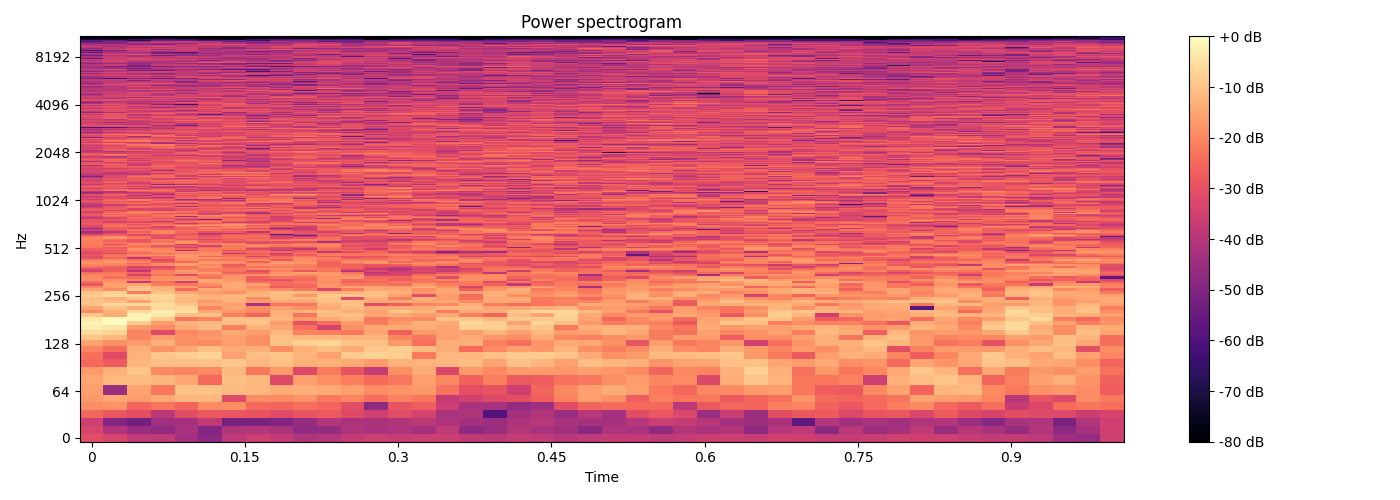 Power spectrogram
Hz
8192
4096
2048
1024
512
256
128
64
0
0 0.15 0.3 0.45 0.6 0.75 0.9
Time
+0 dB
-10 dB
-20 dB
-30 dB
-40 dB
-50 dB
-60 dB
-70 dB
-80 dB